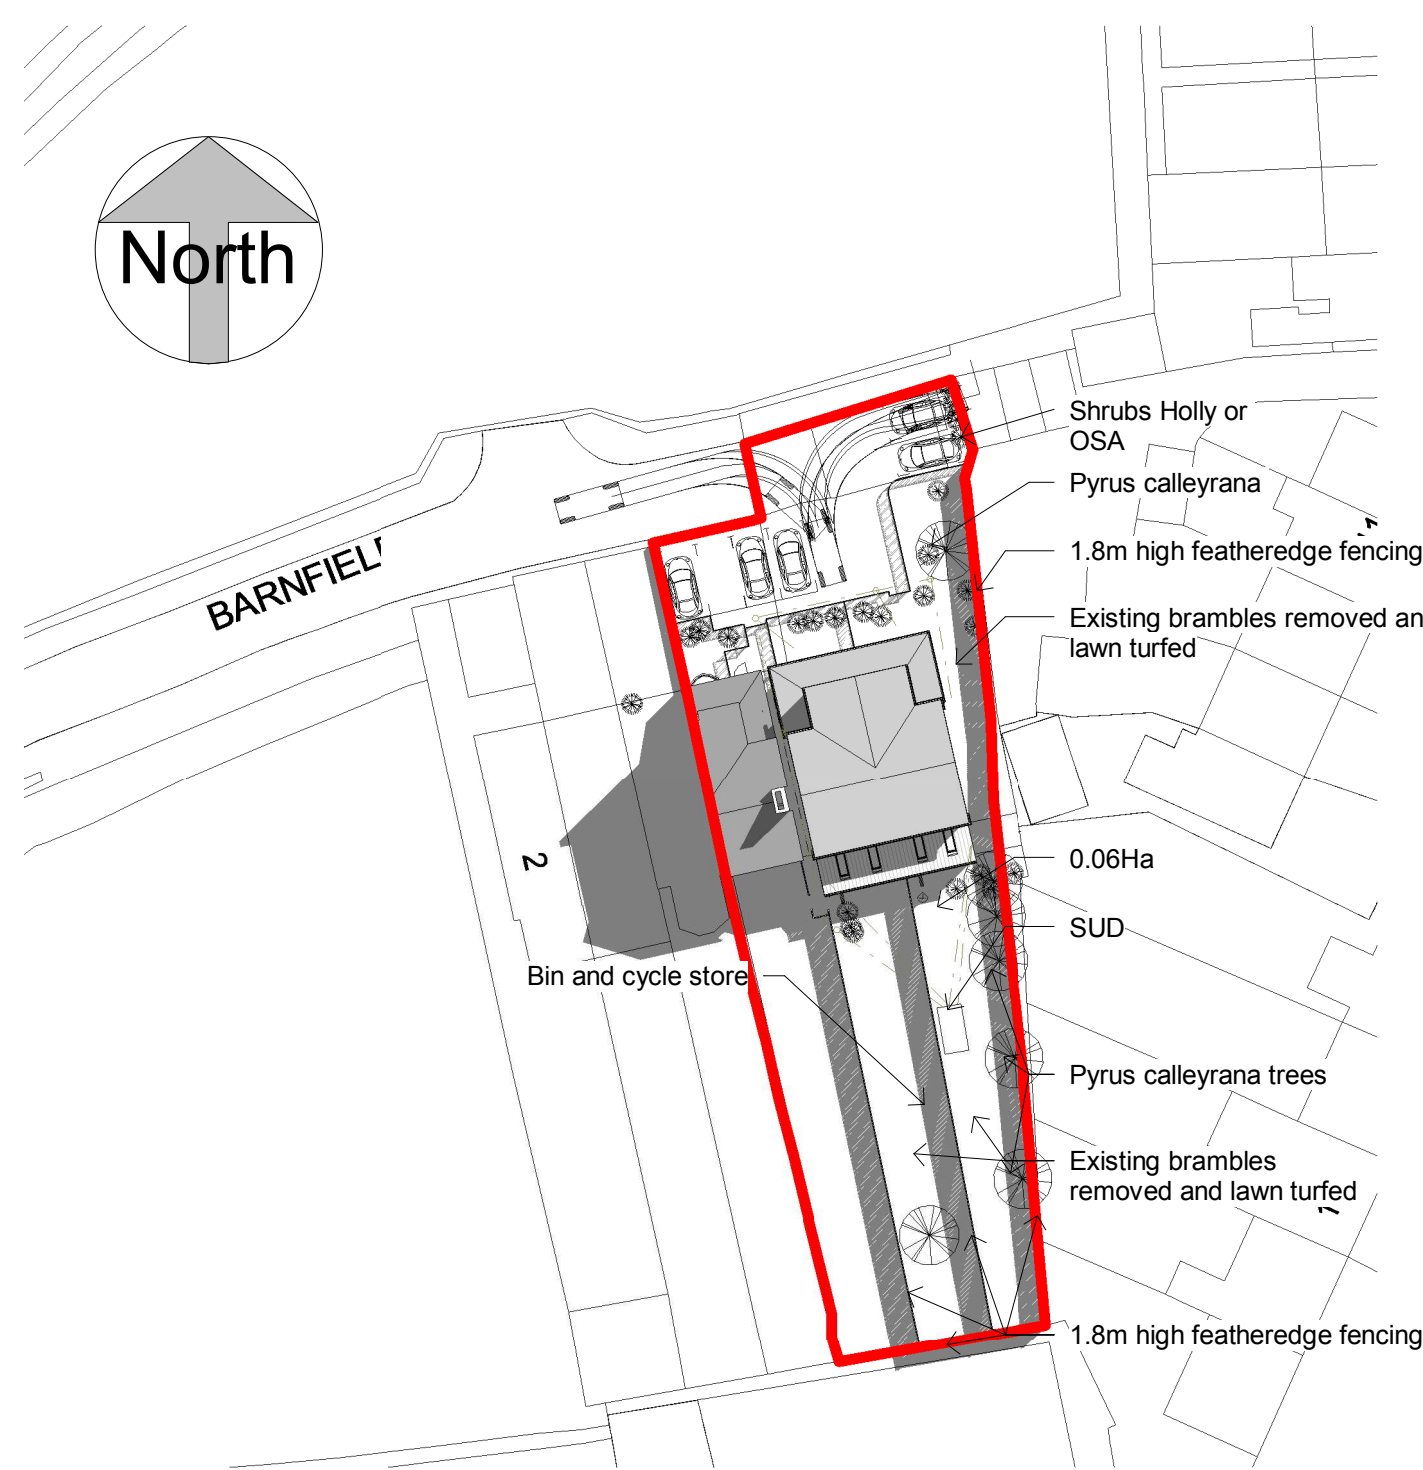 North
Shrubs Holly or
OSA
Pyrus calleyrana
1.8m high featheredge fencing
BARNFIEL
Existing brambles removed an
lawn turfed
2
0.06Ha
SUD
Bin and cycle store
Pyrus calleyrana trees
Existing brambles
removed and lawn turfed
1.8m high featheredge fencing